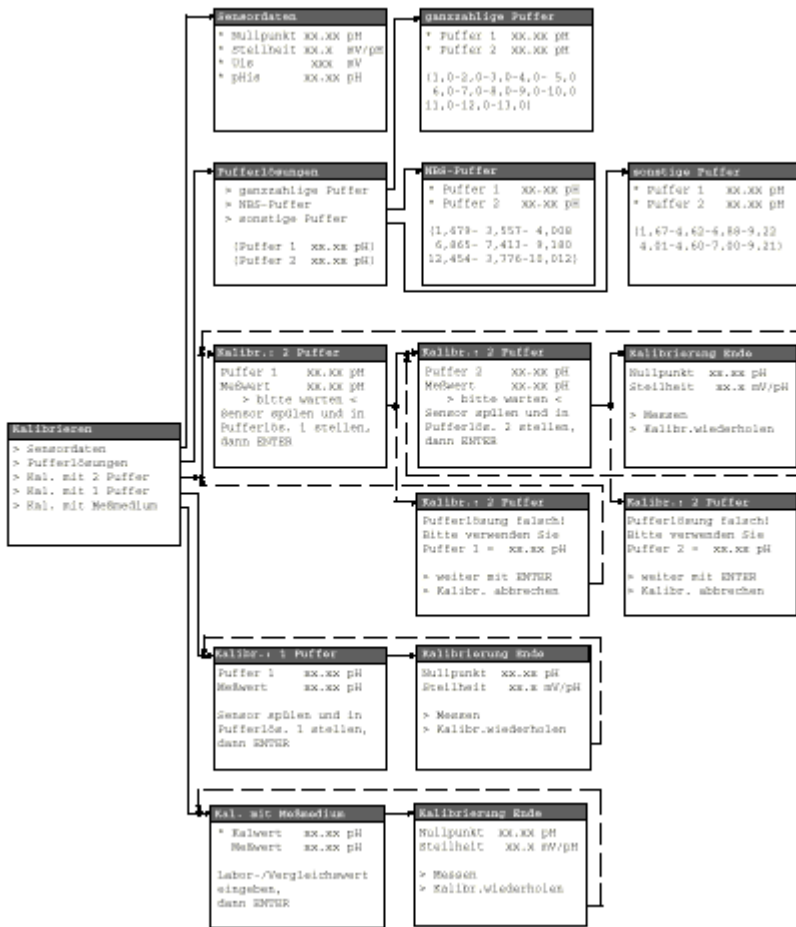 Sensordaten
* Nullpunkt xx.xx pH
* Steilheit xx.x mV/pH
* Uis xxx mV
* pHis xx.xx pH
ganzzahlige Puffer
* Puffer 1 xx.xx pH
* Puffer 2 xx.xx pH
(1,0-2,0-3,0-4,0- 5,0
6,0-7,0-8,0-9,0-10,0
11,0-12,0-13,0)
Pufferlösungen
> ganzzahlige Puffer
> NBS-Puffer
> sonstige Puffer
(Puffer 1 xx.xx pH)
(Puffer 2 xx.xx pH)
NBS-Puffer
* Puffer 1 xx-xx pH
* Puffer 2 xx-xx pH
(1,679- 3,557- 4,008
6,865- 7,413- 9,180
12,454- 3,776-10,012)
sonstige Puffer
* Puffer 1 xx.xx pH
* Puffer 2 xx.xx pH
(1,67-4,62-6,88-9,22
4,01-4,60-7,00-9,21)
Kalibrieren
> Sensordaten
> Pufferlösungen
> Kal. mit 2 Puffer
> Kal. mit 1 Puffer
> Kal. mit Meßmedium
Kalibr.: 2 Puffer
Puffer 1 xx.xx pH
Meßwert xx.xx pH
> bitte warten <
Sensor spülen und in
Pufferlös. 1 stellen,
dann ENTER
Kalibr.: 2 Puffer
Puffer 2 xx-xx pH
Meßwert xx-xx pH
> bitte warten <
Sensor spülen und in
Pufferlös. 2 stellen,
dann ENTER
Kalibrierung Ende
Nullpunkt xx.xx pH
Steilheit xx.x mV/pH
> Messen
> Kalibr.wiederholen
Kalibr.: 2 Puffer
Pufferlösung falsch!
Bitte verwenden Sie
Puffer 1 = xx.xx pH
> weiter mit ENTER
> Kalibr. abbrechen
Kalibr.: 2 Puffer
Pufferlösung falsch!
Bitte verwenden Sie
Puffer 2 = xx.xx pH
> weiter mit ENTER
> Kalibr. abbrechen
Kalibr.: 1 Puffer
Puffer 1 xx.xx pH
Meßwert xx.xx pH
Sensor spülen und in
Pufferlös. 1 stellen,
dann ENTER
Kalibrierung Ende
Nullpunkt xx.xx pH
Steilheit xx.x mV/pH
> Messen
> Kalibr.wiederholen
Kal. mit Meßmedium
* Kalwert xx.xx pH
Meßwert xx.xx pH
Labor-/Vergleichswert
eingeben,
dann ENTER
Kalibrierung Ende
Nullpunkt xx.xx pH
Steilheit xx.x mV/pH
> Messen
> Kalibr.wiederholen